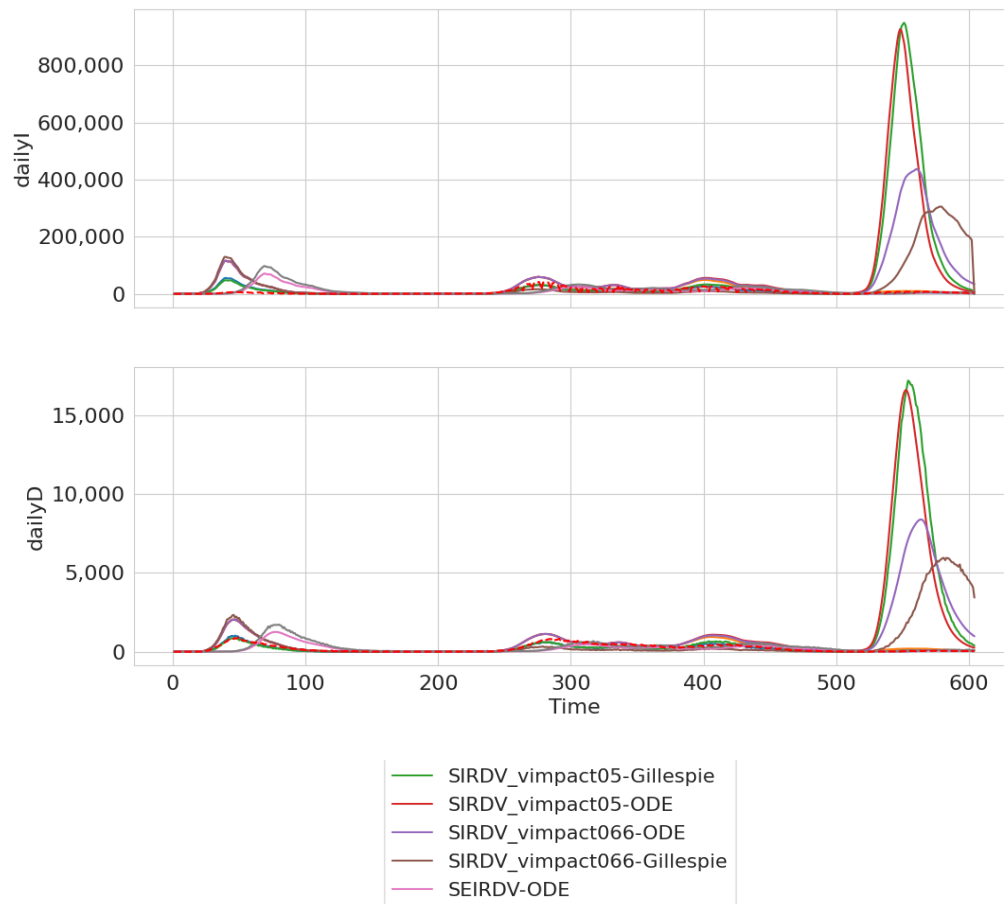 800,000
600,000
400,000
200,000
0
dailyI
15,000
10,000
5,000
0
dailyD
0 100 200 300 400 500 600
Time
SIRDV_vimpact05-Gillespie
SIRDV_vimpact05-ODE
SIRDV_vimpact066-ODE
SIRDV_vimpact066-Gillespie
SEIRDV-ODE